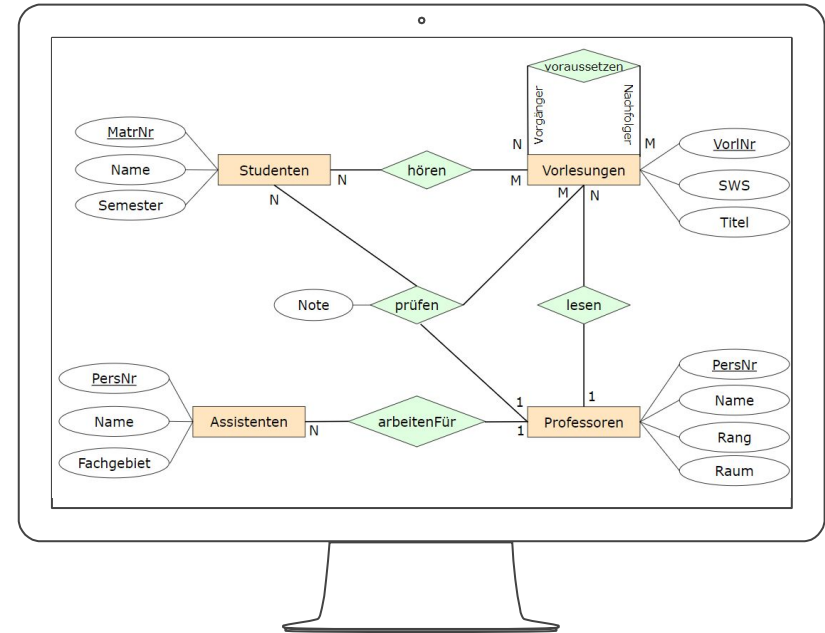 voraussetzen
Vorgänger
Nachfolger
N
M
MatrNr
Name
Semester
Studenten
N
hören
M
Vorlesungen
VorlNr
SWS
Titel
N
M
N
Note
prüfen
lesen
PersNr
Name
Fachgebiet
Assistenten
N
arbeitenFür
1
1
1
Professoren
PersNr
Name
Rang
Raum